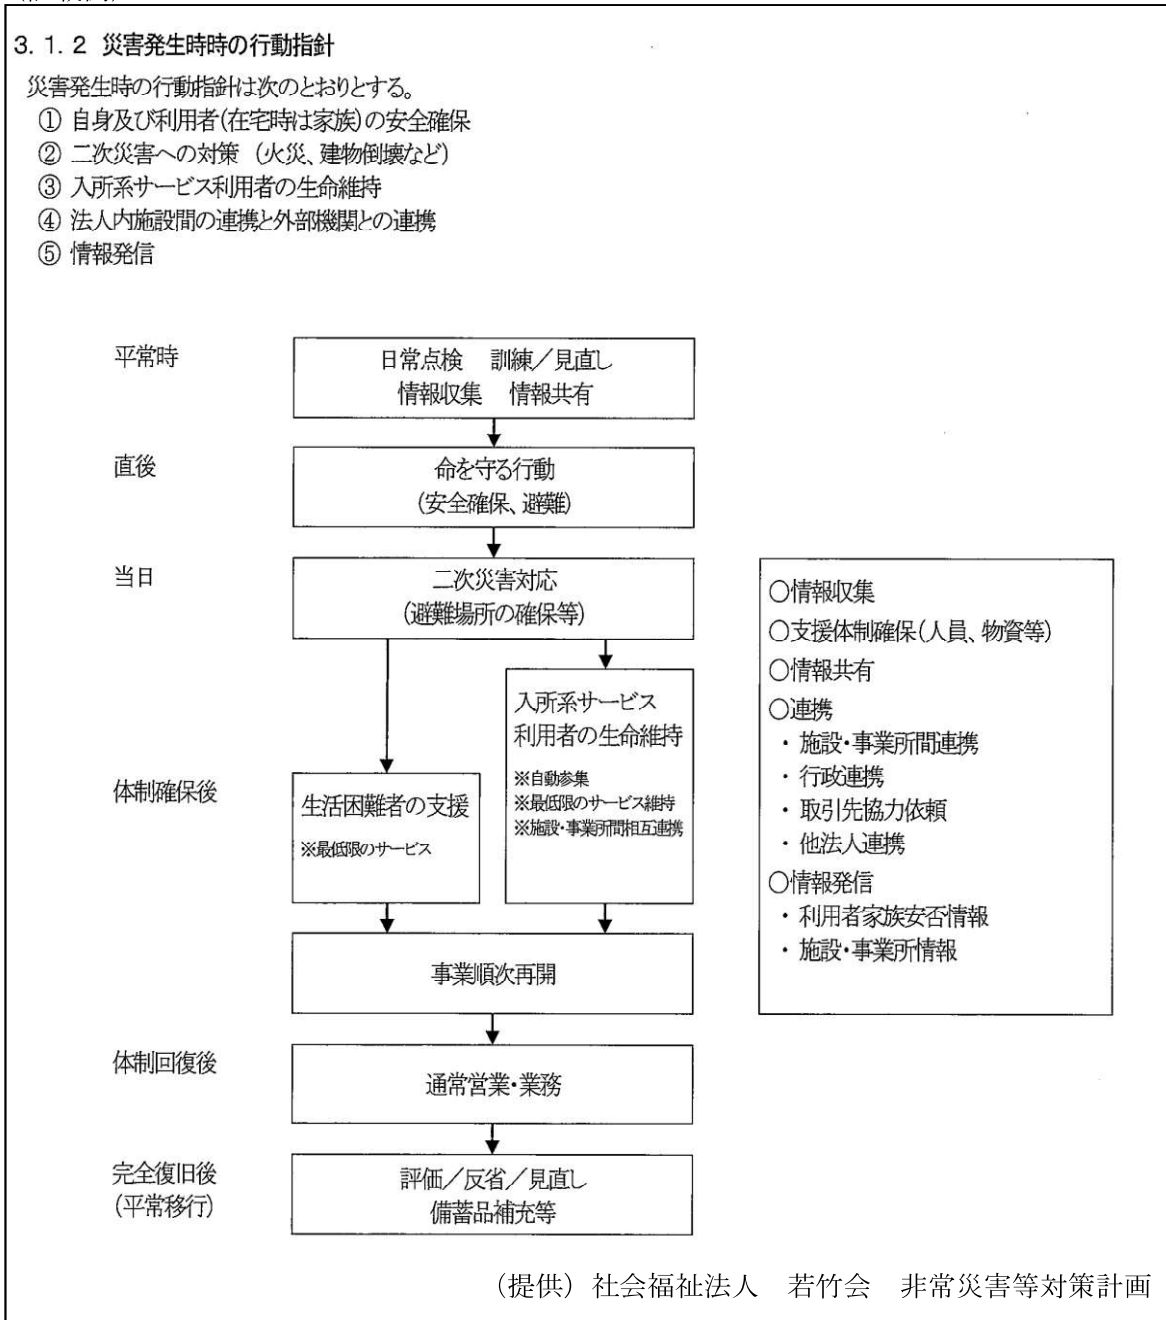 3. 1. 2 災害発生時時の行動指針
災害発生時の行動指針は次のとおりとする。
① 自身及び利用者(在宅時は家族)の安全確保
② 二次災害への対策 (火災、建物倒壊など)
③ 入所系サービス利用者の生命維持
④ 法人内施設間の連携と外部機関との連携
⑤ 情報発信
平常時
日常点検 訓練／見直し
情報収集 情報共有
直後
命を守る行動
(安全確保、避難)
当日
二次災害対応
(避難場所の確保等)
体制確保後
生活困難者の支援
※最低限のサービス
入所系サービス
利用者の生命維持
※自動参集
※最低限のサービス維持
※施設・事業所間相互連携
事業順次再開
体制回復後
通常営業・業務
完全復旧後
(平常移行)
評価／反省／見直し
備蓄品補充等
○情報収集
○支援体制確保(人員、物資等)
○情報共有
○連携
・ 施設・事業所間連携
・ 行政連携
・ 取引先協力依頼
・ 他法人連携
○情報発信
・ 利用者家族安否情報
・ 施設・事業所情報
（提供）社会福祉法人　若竹会　非常災害等対策計画